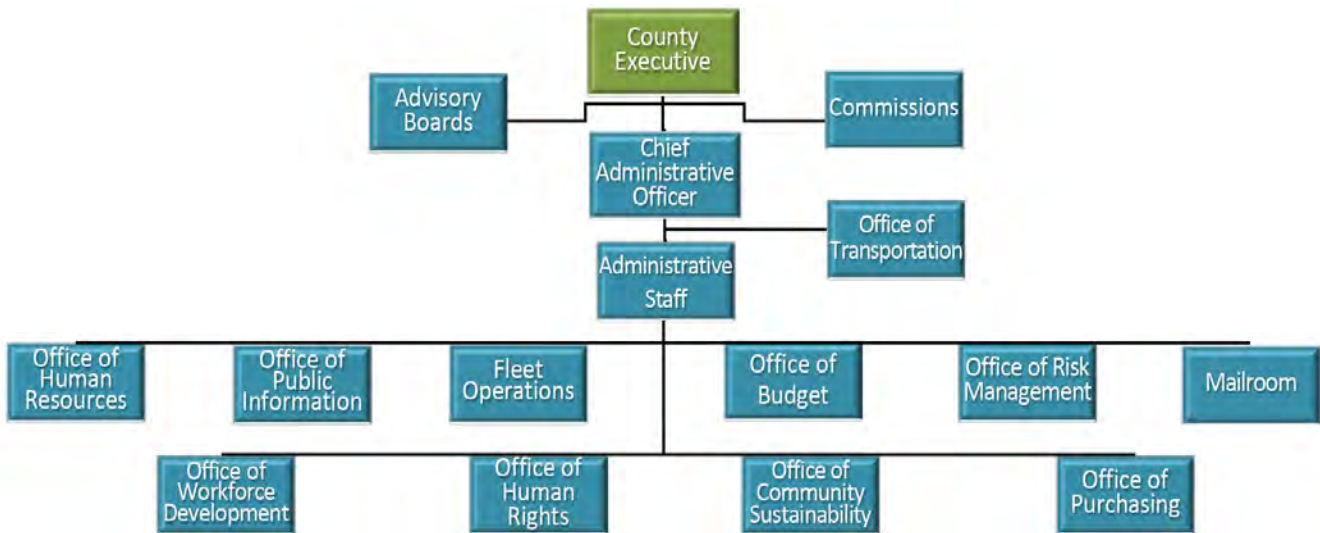 County
Executive
Advisory
Boards
Commissions
Chief
Administrative
Officer
Office of
Transportation
Administrative
Staff
Office of
Human
Resources
Office of
Public
Information
Fleet
Operations
Office of
Budget
Office of Risk
Management
Mailroom
Office of
Workforce
Development
Office of
Human
Rights
Office of
Community
Sustainability
Office of
Purchasing